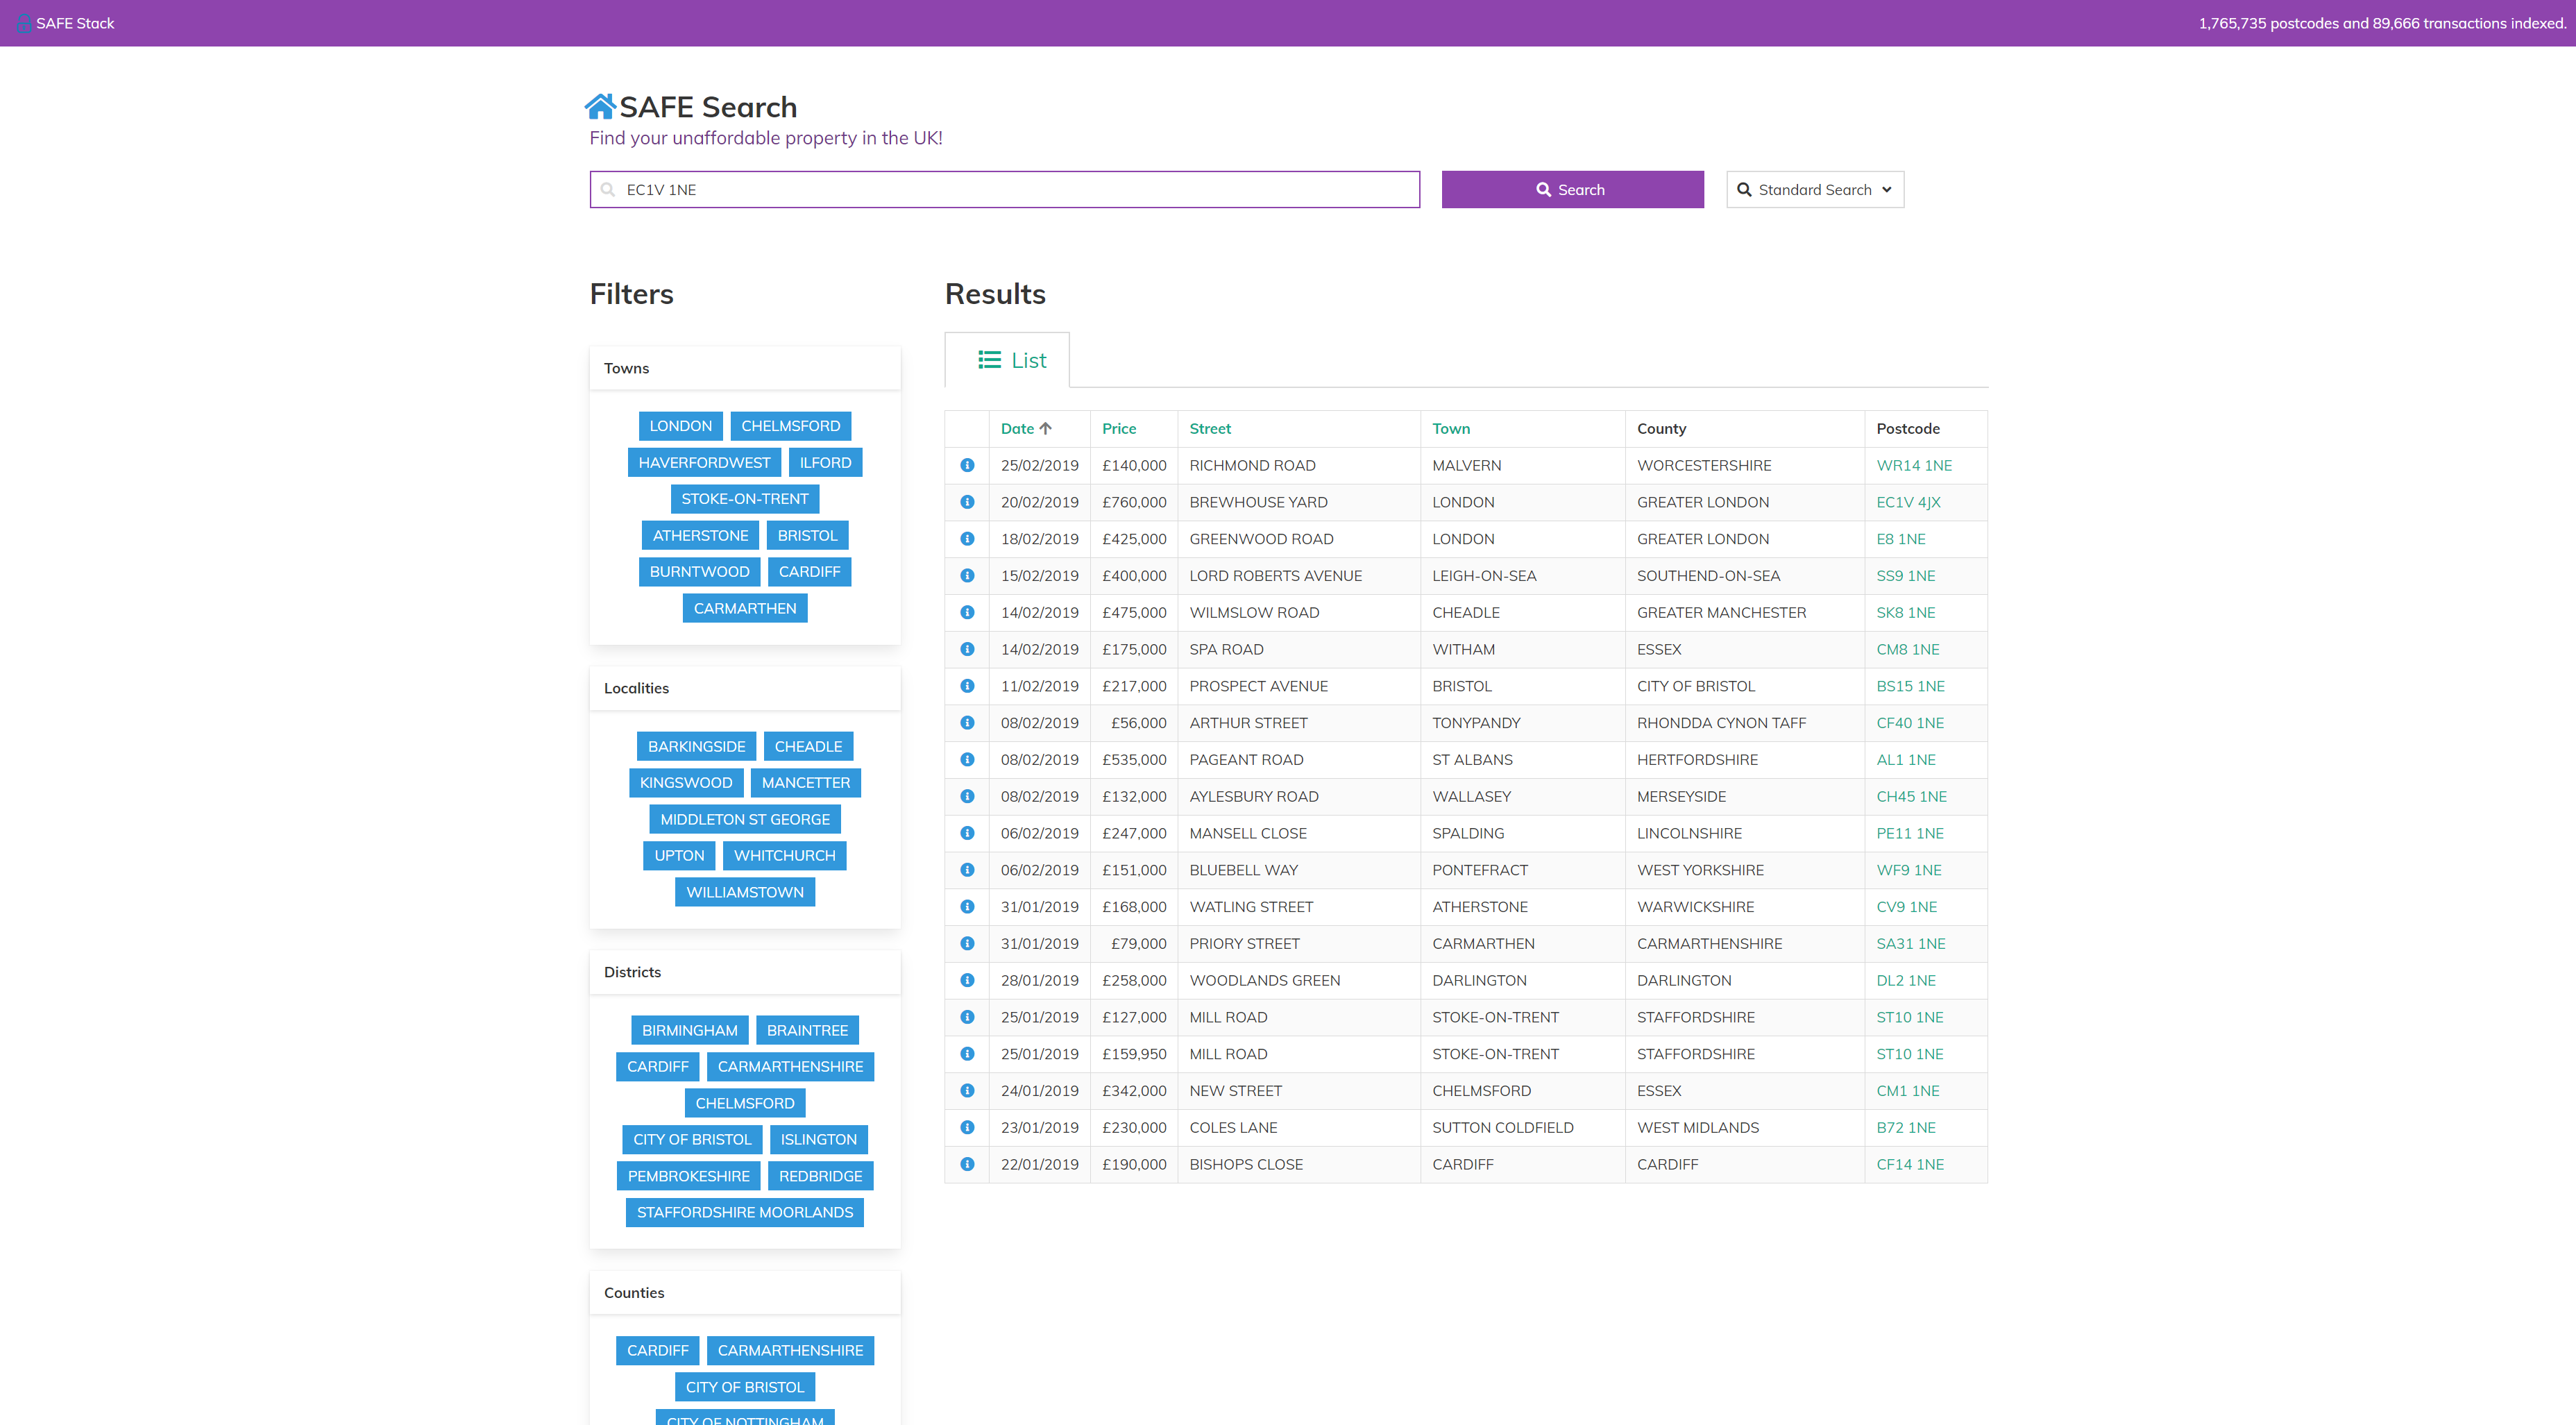 SAFE Stack
1,765,735 postcodes and 89,666 transactions indexed.
SAFE Search
Find your unaffordable property in the UK!
EC1V 1NE
Search
Standard Search
Filters
Towns
LONDON CHELMSFORD
HAVERFORDWEST ILFORD
STOKE-ON-TRENT
ATHERSTONE BRISTOL
BURNTWOOD CARDIFF
CARMARTHEN
Localities
BARKINGSIDE CHEADLE
KINGSWOOD MANCETTER
MIDDLETON ST GEORGE
UPTON WHITCHURCH
WILLIAMSTOWN
Districts
BIRMINGHAM BRAINTREE
CARDIFF CARMARTHENSHIRE
CHELMSFORD
CITY OF BRISTOL ISLINGTON
PEMBROKESHIRE REDBRIDGE
STAFFORDSHIRE MOORLANDS
Counties
CARDIFF CARMARTHENSHIRE
CITY OF BRISTOL
CITY OF NOTTINGHAM
Results
List
Date Price Street Town County Postcode
25/02/2019 £140,000 RICHMOND ROAD MALVERN WORCESTERSHIRE WR14 1NE
20/02/2019 £760,000 BREWHOUSE YARD LONDON GREATER LONDON EC1V 4JX
18/02/2019 £425,000 GREENWOOD ROAD LONDON GREATER LONDON E8 1NE
15/02/2019 £400,000 LORD ROBERTS AVENUE LEIGH-ON-SEA SOUTHEND-ON-SEA SS9 1NE
14/02/2019 £475,000 WILMSLOW ROAD CHEADLE GREATER MANCHESTER SK8 1NE
14/02/2019 £175,000 SPA ROAD WITHAM ESSEX CM8 1NE
11/02/2019 £217,000 PROSPECT AVENUE BRISTOL CITY OF BRISTOL BS15 1NE
08/02/2019 £56,000 ARTHUR STREET TONYPANDY RHONDDA CYNON TAFF CF40 1NE
08/02/2019 £535,000 PAGEANT ROAD ST ALBANS HERTFORDSHIRE AL1 1NE
08/02/2019 £132,000 AYLESBURY ROAD WALLASEY MERSEYSIDE CH45 1NE
06/02/2019 £247,000 MANSELL CLOSE SPALDING LINCOLNSHIRE PE11 1NE
06/02/2019 £151,000 BLUEBELL WAY PONTEFRACT WEST YORKSHIRE WF9 1NE
31/01/2019 £168,000 WATLING STREET ATHERSTONE WARWICKSHIRE CV9 1NE
31/01/2019 £79,000 PRIORY STREET CARMARTHEN CARMARTHENSHIRE SA31 1NE
28/01/2019 £258,000 WOODLANDS GREEN DARLINGTON DARLINGTON DL2 1NE
25/01/2019 £127,000 MILL ROAD STOKE-ON-TRENT STAFFORDSHIRE ST10 1NE
25/01/2019 £159,950 MILL ROAD STOKE-ON-TRENT STAFFORDSHIRE ST10 1NE
24/01/2019 £342,000 NEW STREET CHELMSFORD ESSEX CM1 1NE
23/01/2019 £230,000 COLES LANE SUTTON COLDFIELD WEST MIDLANDS B72 1NE
22/01/2019 £190,000 BISHOPS CLOSE CARDIFF CARDIFF CF14 1NE